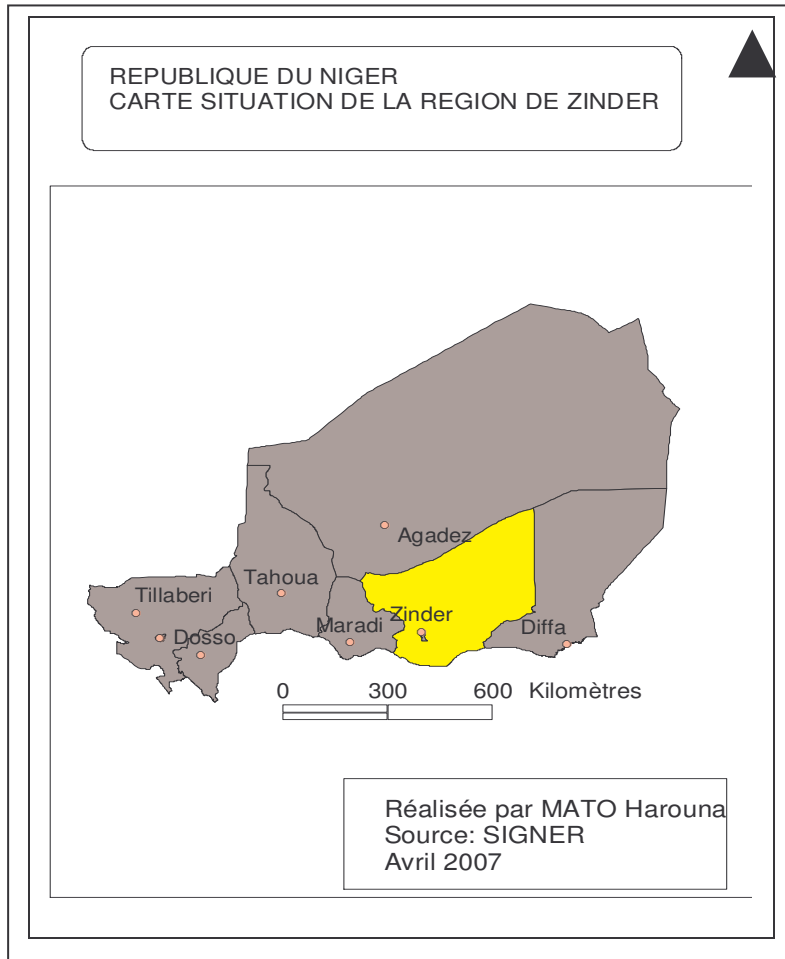 REPUBLIQUE DU NIGER
CARTE SITUATION DE LA REGION DE ZINDER
Agadez
Tahoua
Tillaberi
Zinder
Maradi
Diffa
Dosso
0 300 600 Kilomètres
Réalisée par MATO Harouna
Source: SIGNER
Avril 2007